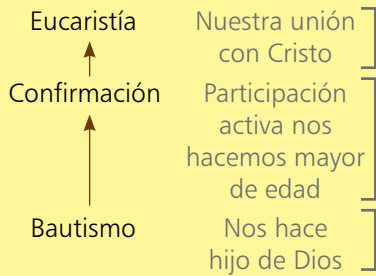 Eucaristía
Nuestra unión
con Cristo
Confirmación
Participación
activa nos
hacemos mayor
de edad
Bautismo
Nos hace
hijo de Dios